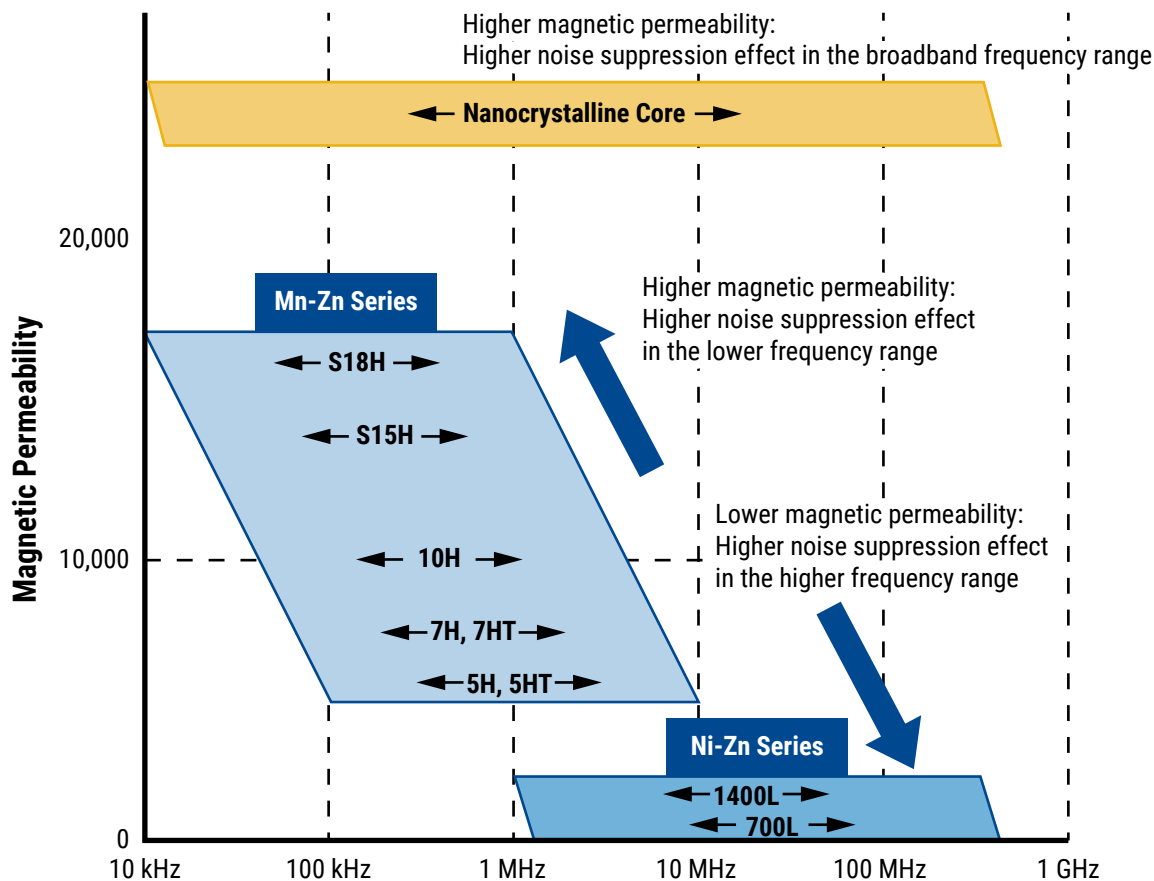 Higher magnetic permeability:
Higher noise suppression effect in the broadband frequency range
Nanocrystalline Core
20,000
Mn-Zn Series
Higher magnetic permeability:
Higher noise suppression effect
in the lower frequency range
S18H
S15H
Magnetic Permeability
Lower magnetic permeability:
Higher noise suppression effect
in the higher frequency range
10,000
10H
7H, 7HT
5H, 5HT
Ni-Zn Series
1400L
700L
0
10 kHz
100 kHz
1 MHz
10 MHz
100 MHz
1 GHz